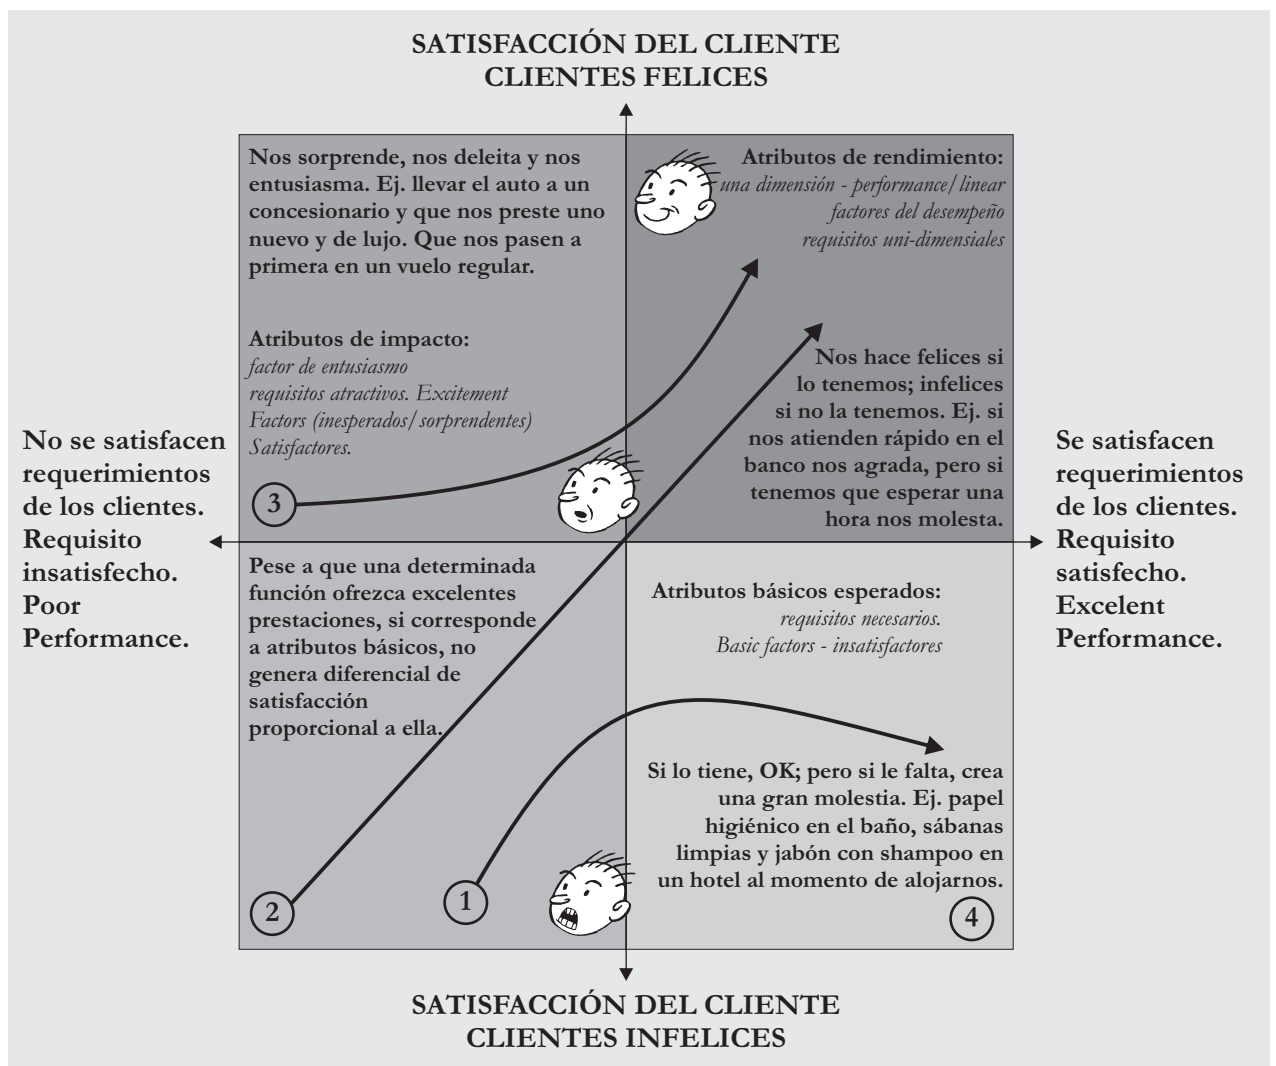 SATISFACCIÓN DEL CLIENTE
CLIENTES FELICES
Nos sorprende, nos deleita y nos
entusiasma. Ej. llevar el auto a un
concesionario y que nos preste uno
nuevo y de lujo. Que nos pasen a
primera en un vuelo regular.
Atributos de impacto:
factor de entusiasmo
requisitos atractivos. Excitement
Factors (inesperados/sorprendentes)
Satisfactores.
3
Atributos de rendimiento:
una dimensión - performance/linear
factores del desempeño
requisitos uni-dimensiales
Nos hace felices si
lo tenemos; infelices
si no la tenemos. Ej. si
nos atienden rápido en el
banco nos agrada, pero si
tenemos que esperar una
hora nos molesta.
No se satisfacen
requerimientos
de los clientes.
Requisito
insatisfecho.
Poor
Performance.
Se satisfacen
requerimientos
de los clientes.
Requisito
satisfecho.
Excelent
Performance.
Pese a que una determinada
función ofrezca excelentes
prestaciones, si corresponde
a atributos básicos, no
genera diferencial de
satisfacción
proporcional a ella.
2
1
Atributos básicos esperados:
requisitos necesarios.
Basic factors - insatisfactores
Si lo tiene, OK; pero si le falta, crea
una gran molestia. Ej. papel
higiénico en el baño, sábanas
limpias y jabón con shampoo en
un hotel al momento de alojarnos.
4
SATISFACCIÓN DEL CLIENTE
CLIENTES INFELICES